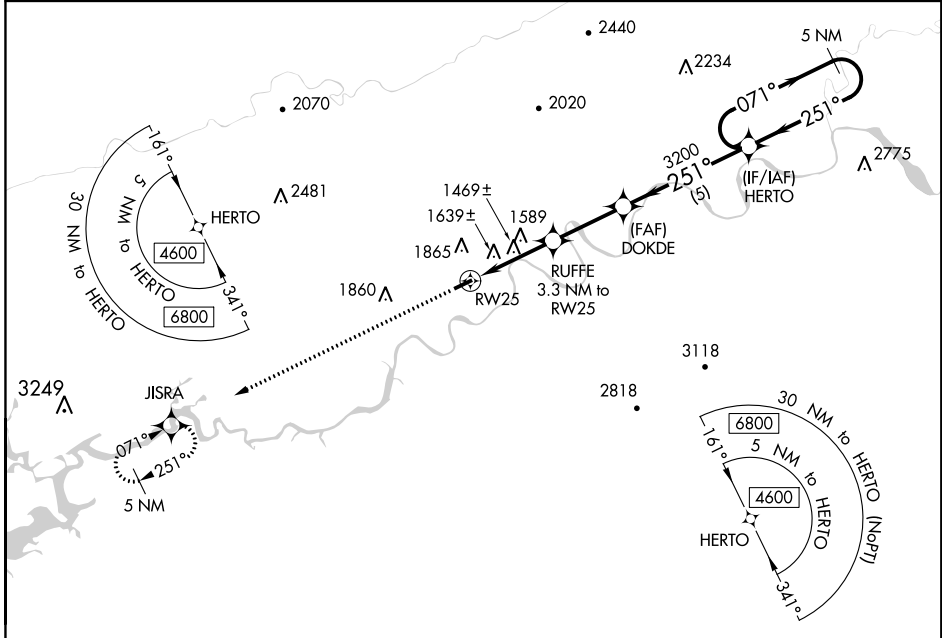 2440
5 NM
2234
071°
251°
2070
2020
161°
5 NM to HERTO
30 NM to HERTO
HERTO
4600
6800
341°
2481
1469±
1639±
1589
1865
3200
251°
(5)
(IF/IAF)
HERTO
2775
(FAF)
DOKDE
RUFFE
3.3 NM to
RW25
RW25
1860
3249
JISRA
071°
251°
5 NM
3118
2818
30 NM to HERTO (NoPT)
6800
161°
5 NM to HERTO
4600
HERTO
341°